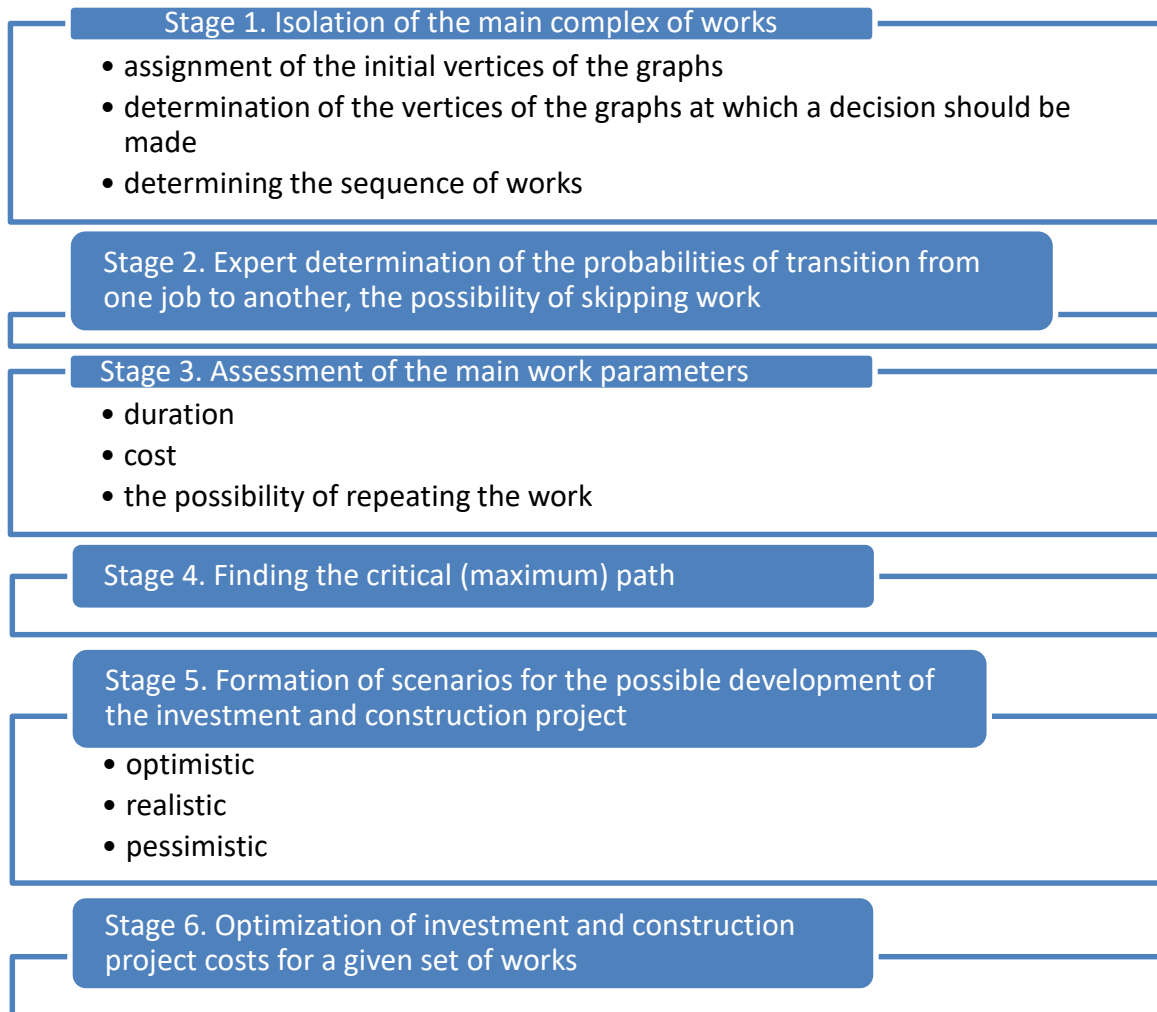 Stage 1. Isolation of the main complex of works
• assignment of the initial vertices of the graphs
• determination of the vertices of the graphs at which a decision should be
made
• determining the sequence of works
Stage 2. Expert determination of the probabilities of transition from
one job to another, the possibility of skipping work
Stage 3. Assessment of the main work parameters
• duration
• cost
• the possibility of repeating the work
Stage 4. Finding the critical (maximum) path
Stage 5. Formation of scenarios for the possible development of
the investment and construction project
• optimistic
• realistic
• pessimistic
Stage 6. Optimization of investment and construction
project costs for a given set of works